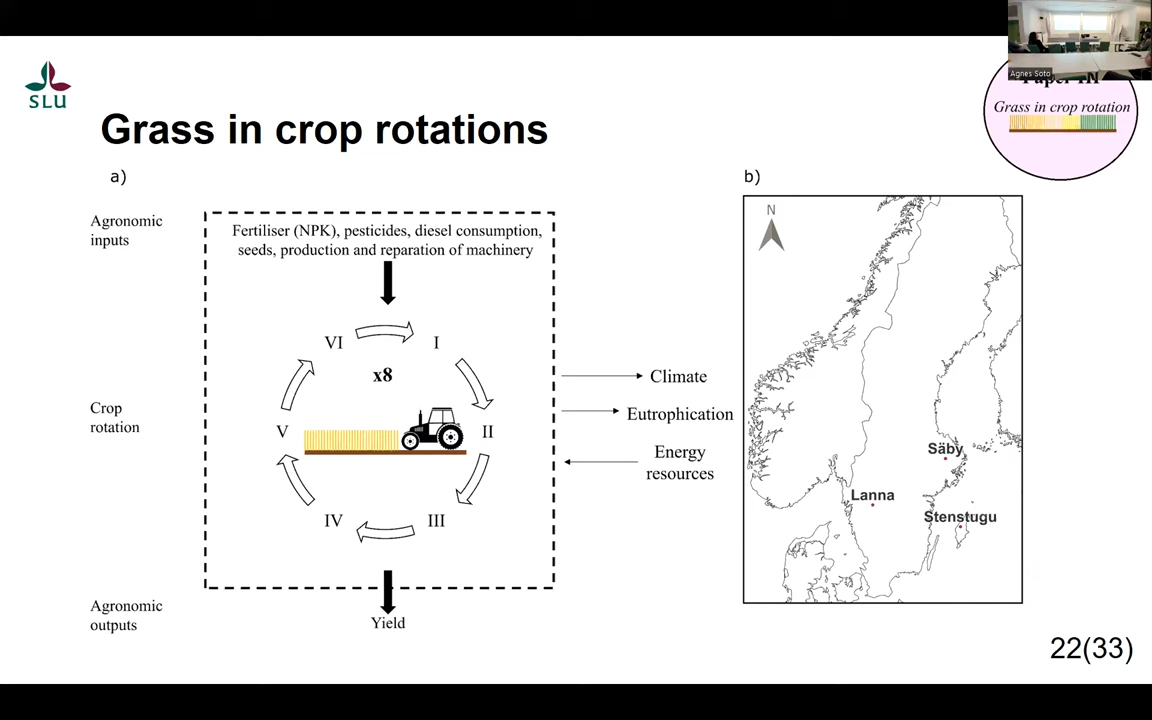 SLU
Grass in crop rotations
Agnes Soto
Paper III
Grass in crop rotation
a)
Agronomic
inputs
Fertiliser (NPK), pesticides, diesel consumption,
seeds, production and reparation of machinery
VI
I
x8
Crop
rotation
V
II
IV
III
Agronomic
outputs
Yield
Climate
Eutrophication
Energy
resources
b)
N
Säby
Lanna
Stenstugu
22(33)